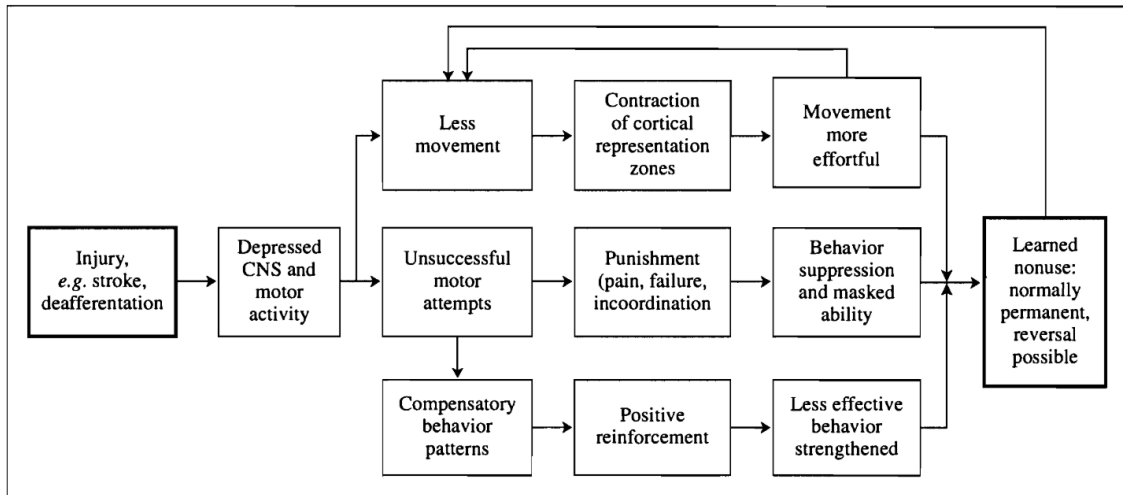 Less
movement
Contraction
of cortical
representation
zones
Movement
more
effortful
Injury,
e.g. stroke,
deafferentation
Depressed
CNS and
motor
activity
Unsuccessful
motor
attempts
Punishment
(pain, failure,
incoordination
Behavior
suppression
and masked
ability
Learned
nonuse:
normally
permanent,
reversal
possible
Compensatory
behavior
patterns
Positive
reinforcement
Less effective
behavior
strengthened